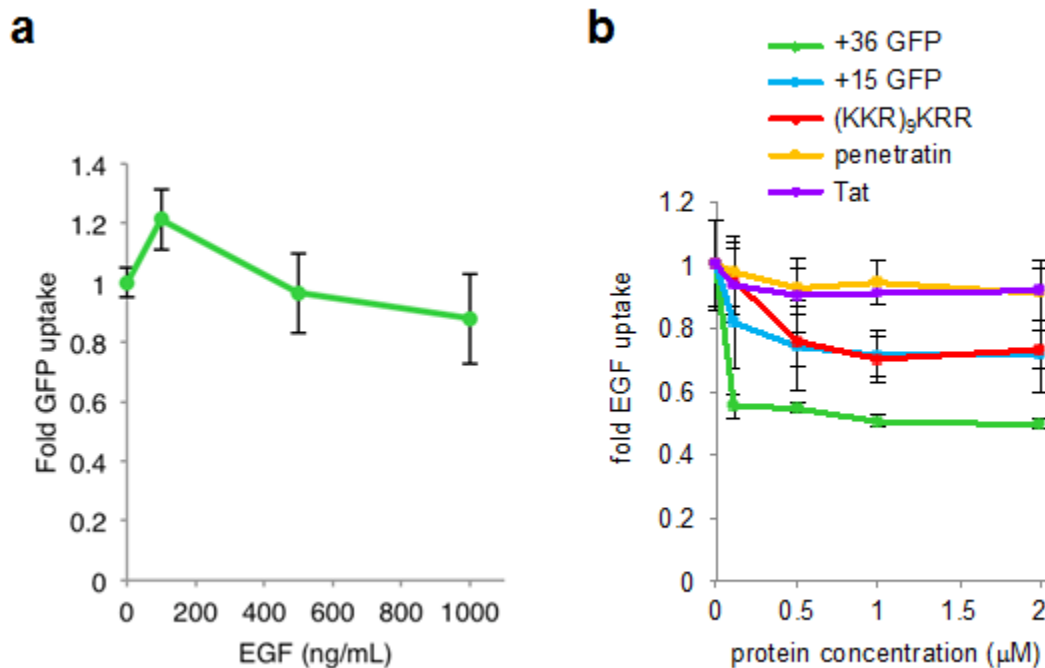 a
Fold GFP uptake
1.4
1.2
1
0.8
0.6
0.4
0.2
0
0 200 400 600 800 1000
EGF (ng/mL)
b
+36 GFP
+15 GFP
(KKR)₉KRR
penetratin
Tat
fold EGF uptake
1.2
1
0.8
0.6
0.4
0.2
0
0 0.5 1 1.5 2
protein concentration (μM)